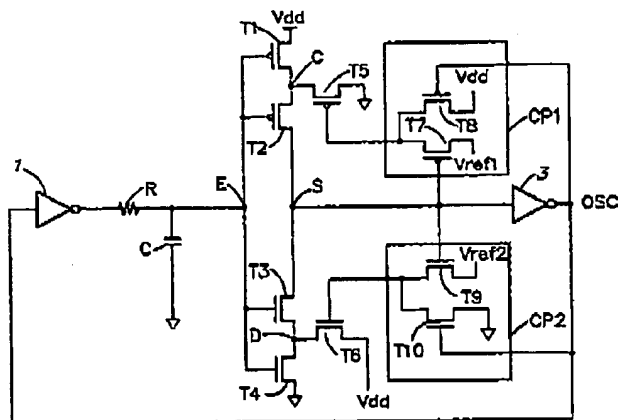 Vdd
T1
C
T5
Vdd
T7
T8
CP1
T2
Vref1
1
R
E
S
3
OSC
C
Vref2
T3
T9
D
T6
T10
CP2
T4
Vdd